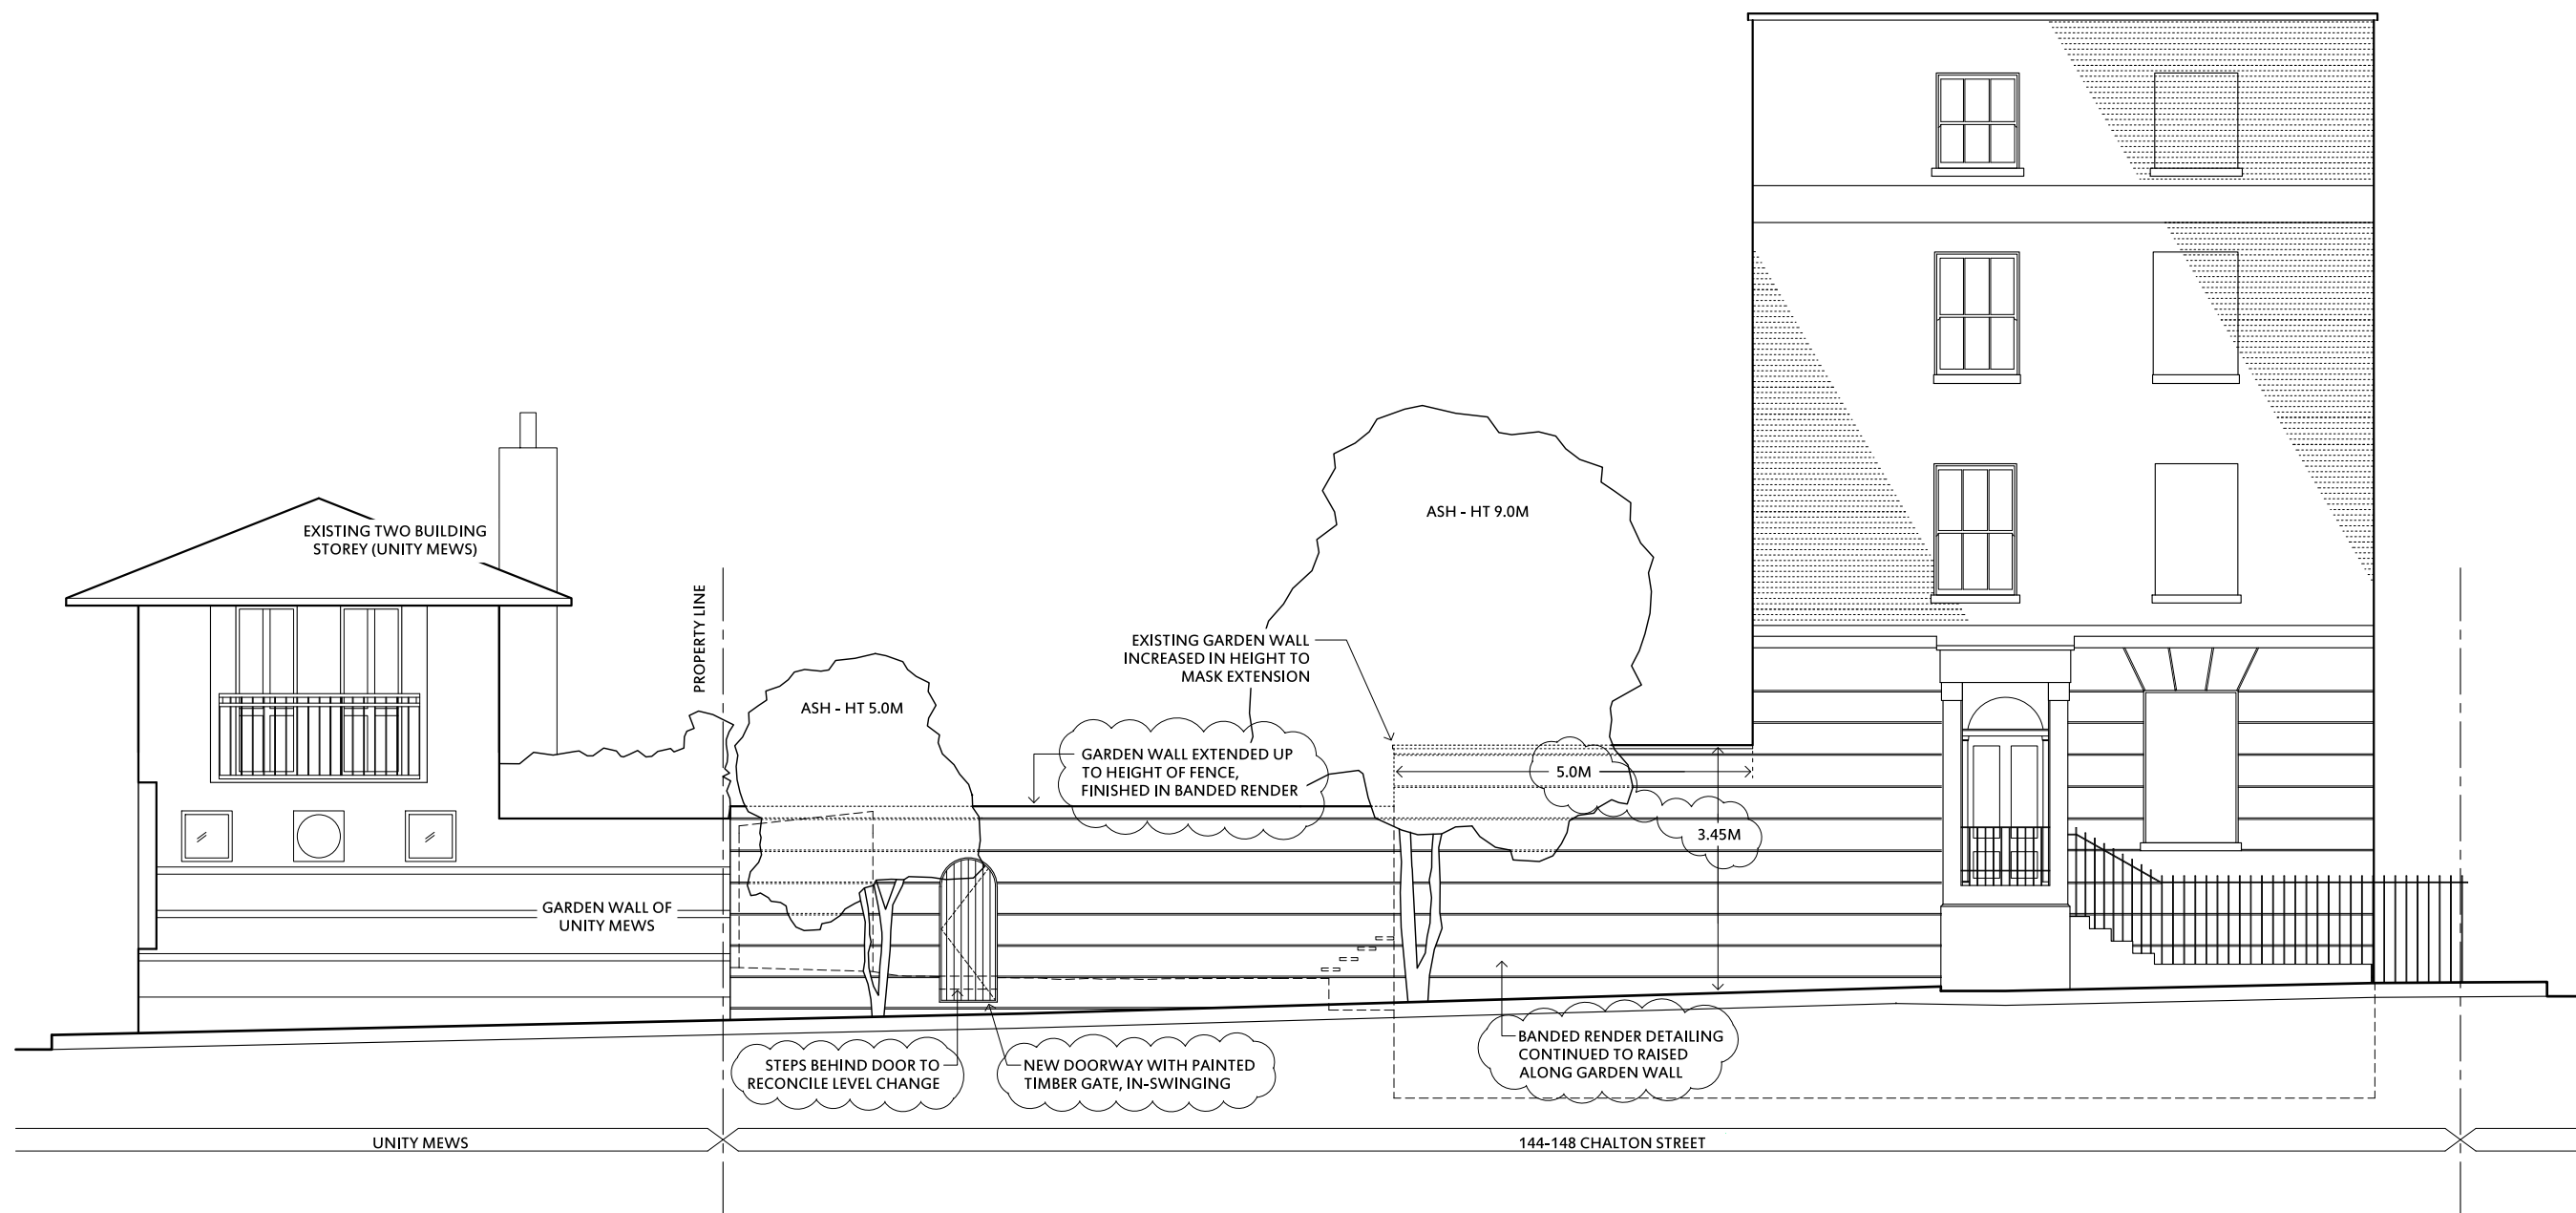 ASH - HT 9.0M
EXISTING TWO BUILDING
STOREY (UNITY MEWS)
PROPERTY LINE
EXISTING GARDEN WALL
INCREASED IN HEIGHT TO
MASK EXTENSION
ASH - HT 5.0M
GARDEN WALL EXTENDED UP
TO HEIGHT OF FENCE,
FINISHED IN BANDED RENDER
5.0M
3.45M
GARDEN WALL OF
UNITY MEWS
STEPS BEHIND DOOR TO
RECONCILE LEVEL CHANGE
NEW DOORWAY WITH PAINTED
TIMBER GATE, IN-SWINGING
BANDED RENDER DETAILING
CONTINUED TO RAISED
ALONG GARDEN WALL
UNITY MEWS
144-148 CHALTON STREET